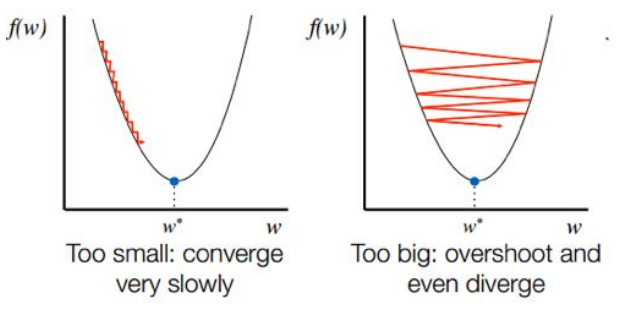 f(w)
w*
w
Too small: converge
very slowly
f(w)
w*
w
Too big: overshoot and
even diverge